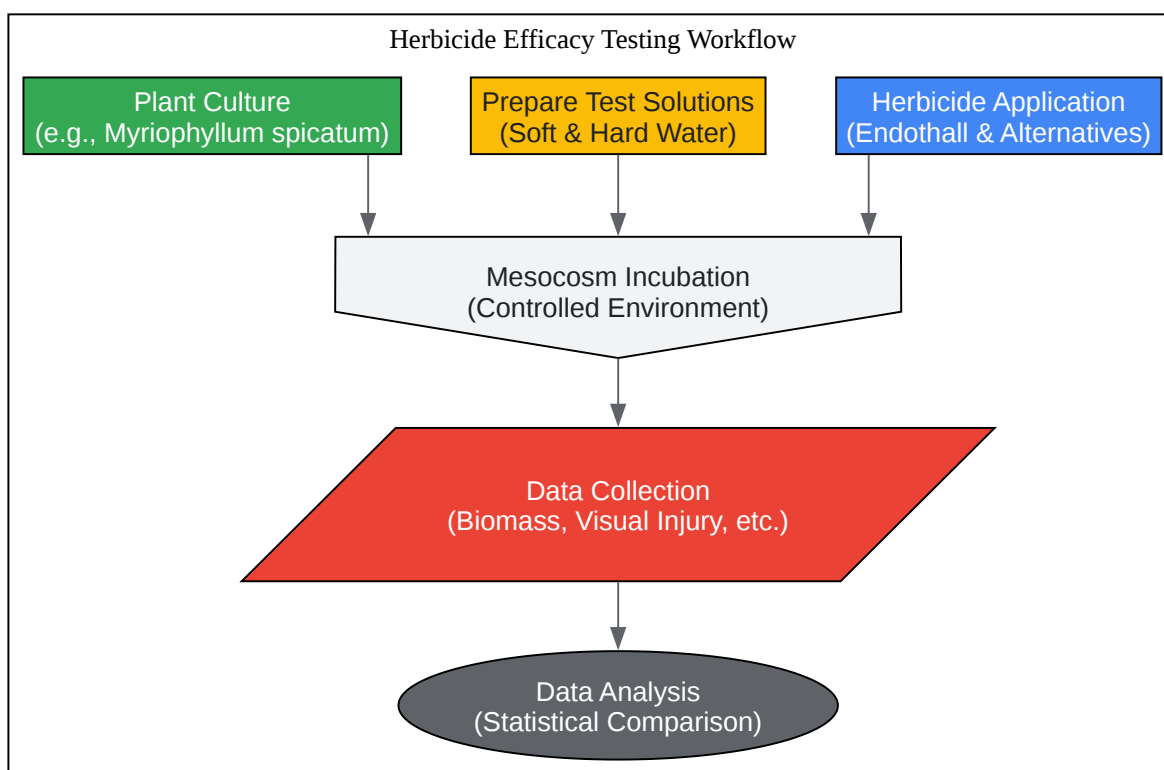 Herbicide Efficacy Testing Workflow
Plant Culture
(e.g., Myriophyllum spicatum)
Prepare Test Solutions
(Soft & Hard Water)
Herbicide Application
(Endothall & Alternatives)
Mesocosm Incubation
(Controlled Environment)
Data Collection
(Biomass, Visual Injury, etc.)
Data Analysis
(Statistical Comparison)